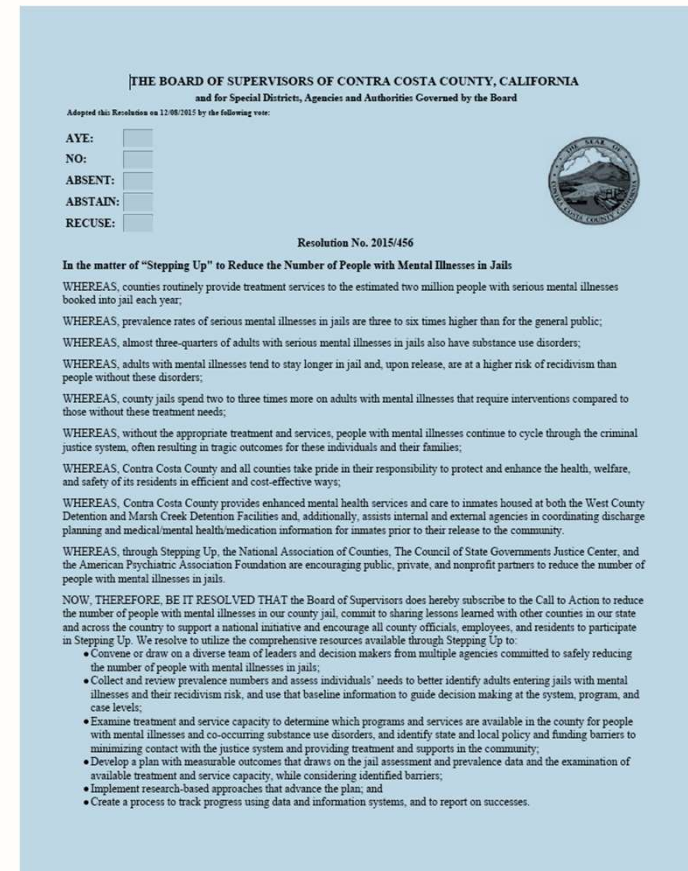 THE BOARD OF SUPERVISORS OF CONTRA COSTA COUNTY, CALIFORNIA
and for Special Districts, Agencies and Authorities Governed by the Board
Adopted this Resolution on 12/08/2015 by the following vote:
AYE:
NO:
ABSENT:
ABSTAIN:
RECUSE:
THE SEAL OF
CONTRA COSTA COUNTY CALIFORNIA
Resolution No. 2015/456
In the matter of “Stepping Up” to Reduce the Number of People with Mental Illnesses in Jails
WHEREAS, counties routinely provide treatment services to the estimated two million people with serious mental illnesses
booked into jail each year;
WHEREAS, prevalence rates of serious mental illnesses in jails are three to six times higher than for the general public;
WHEREAS, almost three-quarters of adults with serious mental illnesses in jails also have substance use disorders;
WHEREAS, adults with mental illnesses tend to stay longer in jail and, upon release, are at a higher risk of recidivism than
people without these disorders;
WHEREAS, county jails spend two to three times more on adults with mental illnesses that require interventions compared to
those without these treatment needs;
WHEREAS, without the appropriate treatment and services, people with mental illnesses continue to cycle through the criminal
justice system, often resulting in tragic outcomes for these individuals and their families;
WHEREAS, Contra Costa County and all counties take pride in their responsibility to protect and enhance the health, welfare,
and safety of its residents in efficient and cost-effective ways;
WHEREAS, Contra Costa County provides enhanced mental health services and care to inmates housed at both the West County
Detention and Marsh Creek Detention Facilities and, additionally, assists internal and external agencies in coordinating discharge
planning and medical/mental health/medication information for inmates prior to their release to the community.
WHEREAS, through Stepping Up, the National Association of Counties, The Council of State Governments Justice Center, and
the American Psychiatric Association Foundation are encouraging public, private, and nonprofit partners to reduce the number of
people with mental illnesses in jails.
NOW, THEREFORE, BE IT RESOLVED THAT the Board of Supervisors does hereby subscribe to the Call to Action to reduce
the number of people with mental illnesses in our county jail, commit to sharing lessons learned with other counties in our state
and across the country to support a national initiative and encourage all county officials, employees, and residents to participate
in Stepping Up. We resolve to utilize the comprehensive resources available through Stepping Up to:
• Convene or draw on a diverse team of leaders and decision makers from multiple agencies committed to safely reducing
the number of people with mental illnesses in jails;
• Collect and review prevalence numbers and assess individuals’ needs to better identify adults entering jails with mental
illnesses and their recidivism risk, and use that baseline information to guide decision making at the system, program, and
case levels;
• Examine treatment and service capacity to determine which programs and services are available in the county for people
with mental illnesses and co-occurring substance use disorders, and identify state and local policy and funding barriers to
minimizing contact with the justice system and providing treatment and supports in the community;
• Develop a plan with measurable outcomes that draws on the jail assessment and prevalence data and the examination of
available treatment and service capacity, while considering identified barriers;
• Implement research-based approaches that advance the plan; and
• Create a process to track progress using data and information systems, and to report on successes.